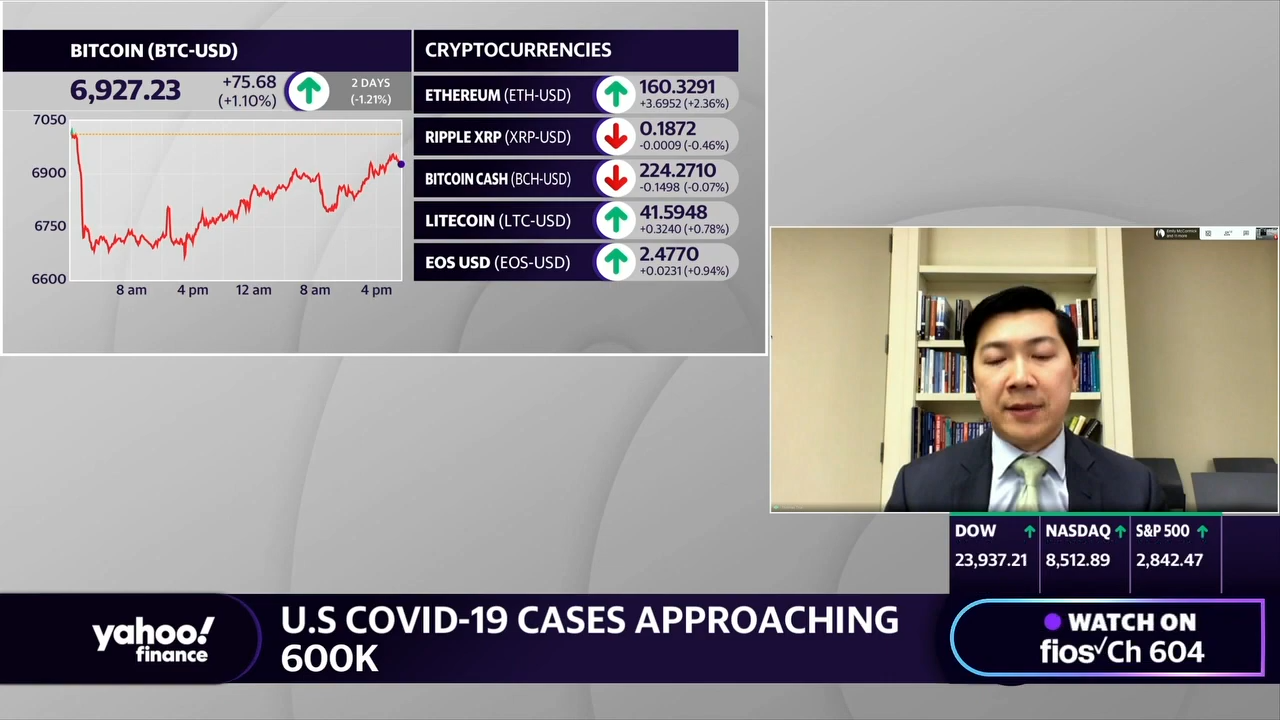 BITCOIN (BTC-USD)
6,927.23
+75.68
(+1.10%)
2 DAYS
(-1.21%)
7050
6900
6750
6600
8 am
4 pm
12 am
8 am
4 pm
CRYPTOCURRENCIES
ETHEREUM (ETH-USD)
160.3291
+3.6952 (+2.36%)
RIPPLE XRP (XRP-USD)
0.1872
-0.0009 (-0.46%)
BITCOIN CASH (BCH-USD)
224.2710
-0.1498 (-0.07%)
LITECOIN (LTC-USD)
41.5948
+0.3240 (+0.78%)
EOS USD (EOS-USD)
2.4770
+0.0231 (+0.94%)
Emily McCormick
and 11 more
DOW
23,937.21
NASDAQ
8,512.89
S&P 500
2,842.47
yahoo!
finance
U.S COVID-19 CASES APPROACHING
600K
WATCH ON
fios✓ Ch 604